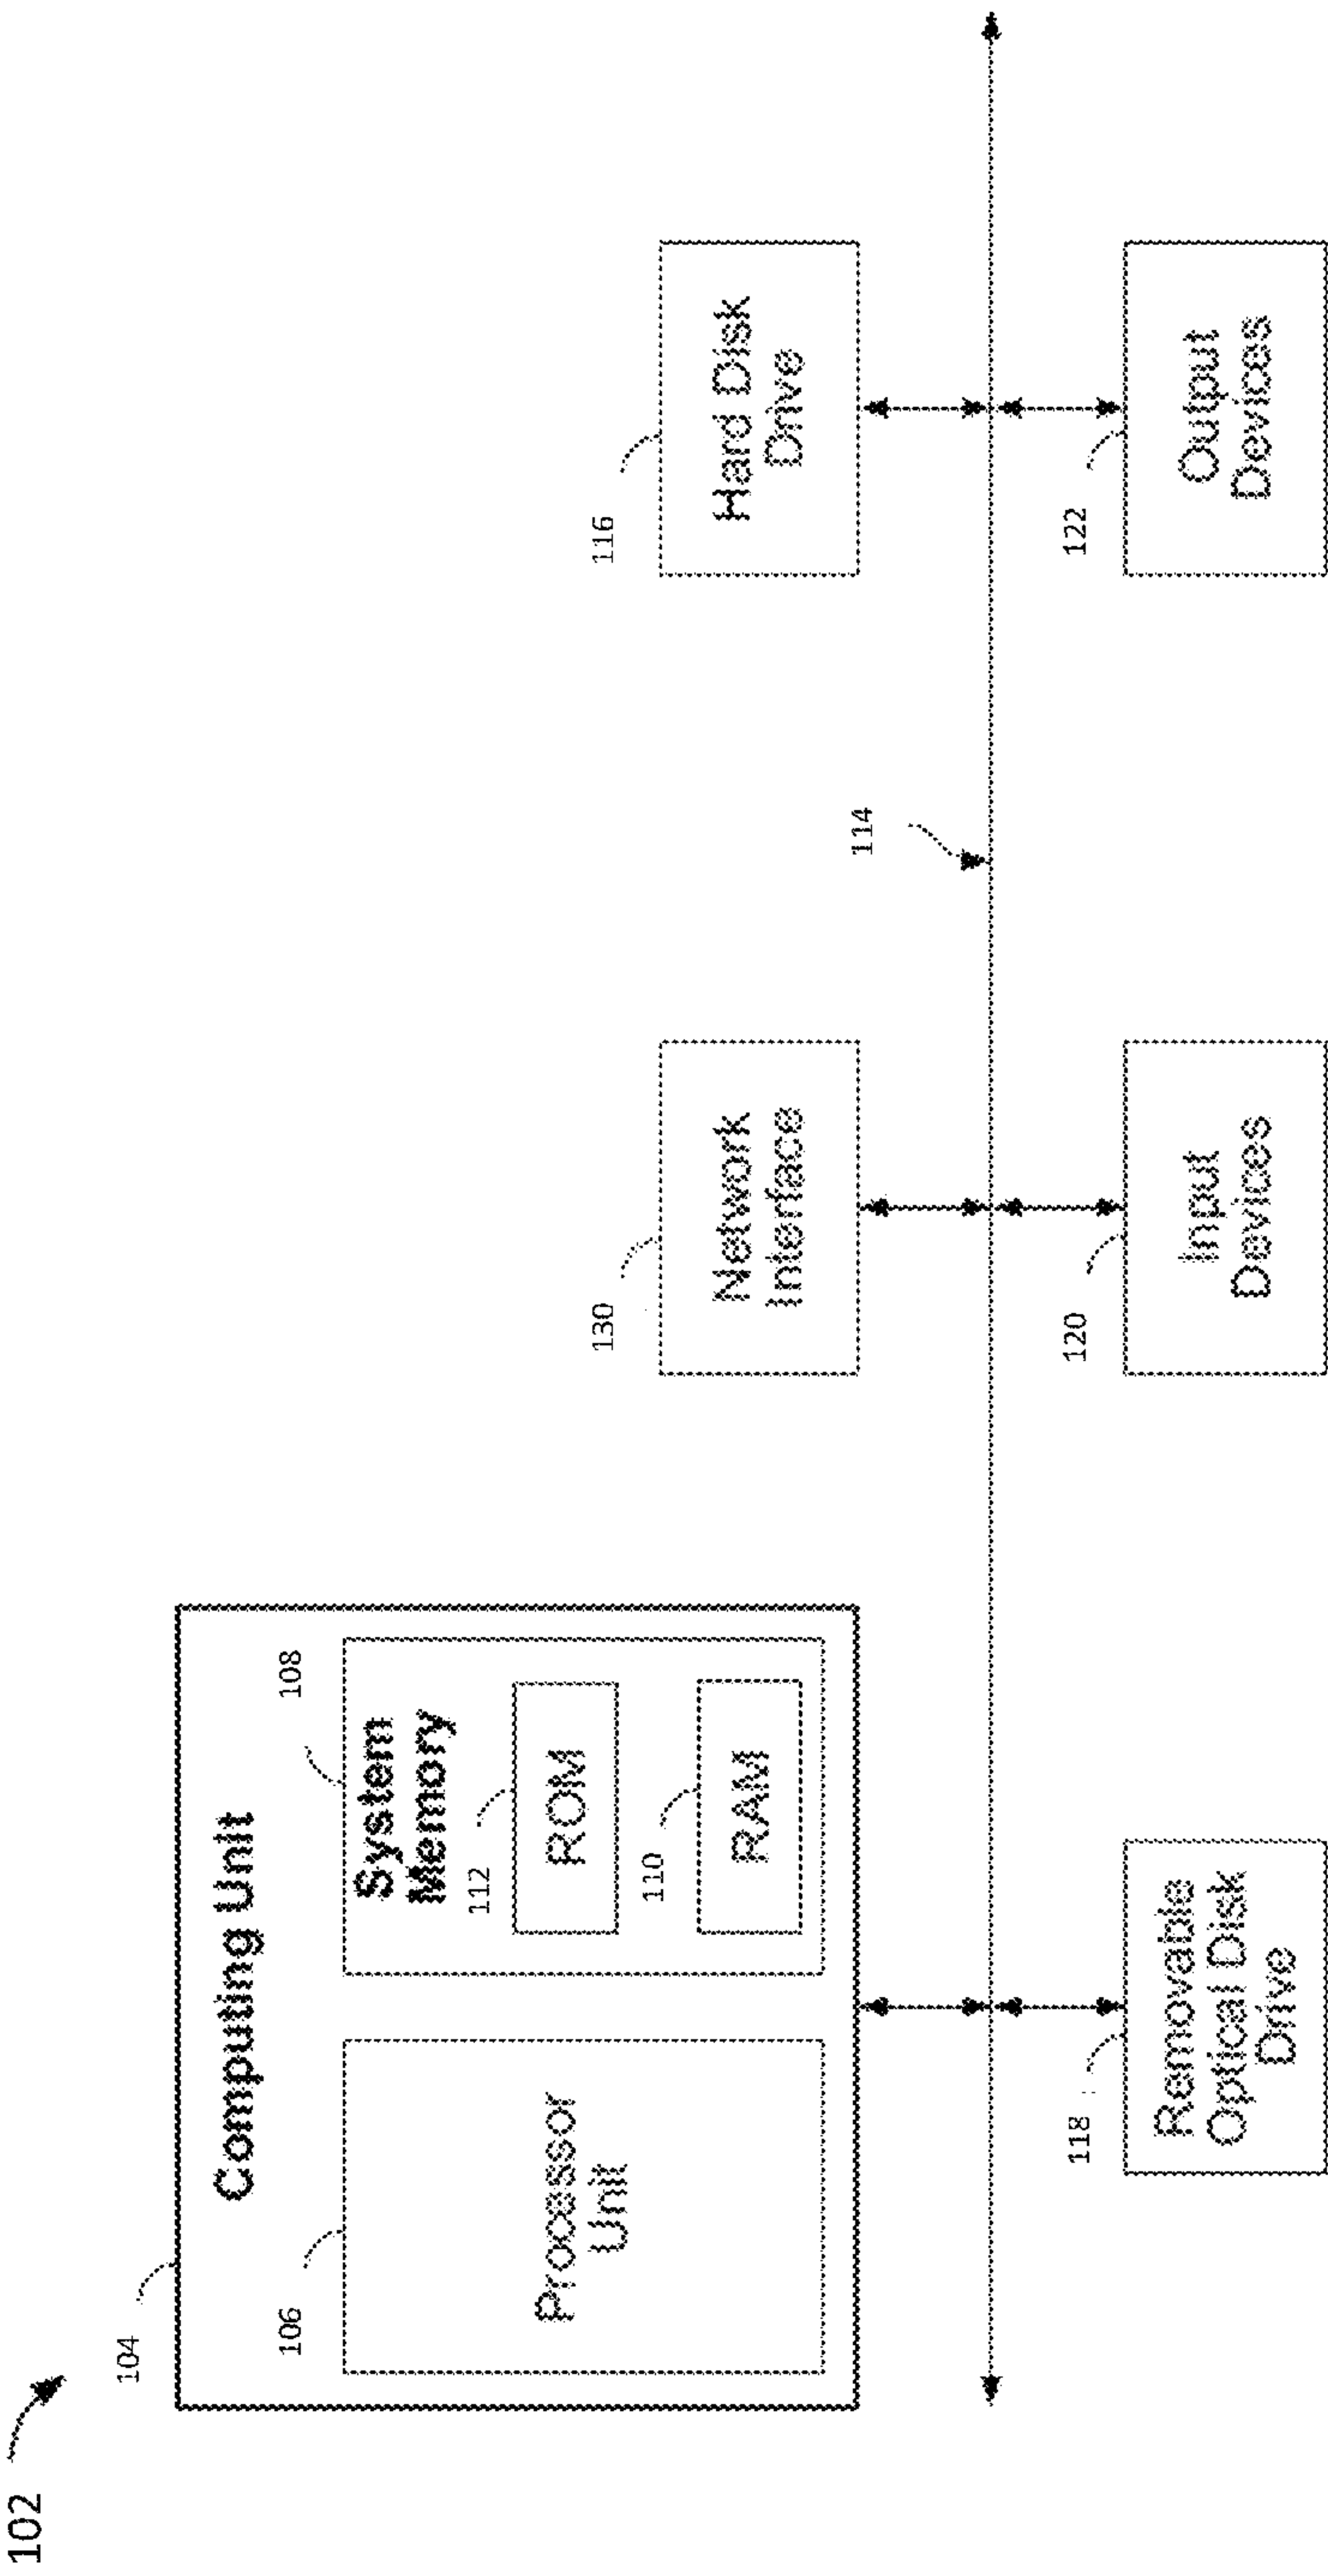 102
104
Computing Unit
106
Processor
Unit
108
System
Memory
112
ROM
110
RAM
130
Network
Interface
116
Hard Disk
Drive
114
118
Removable
Optical Disk
Drive
120
Input
Devices
122
Output
Devices